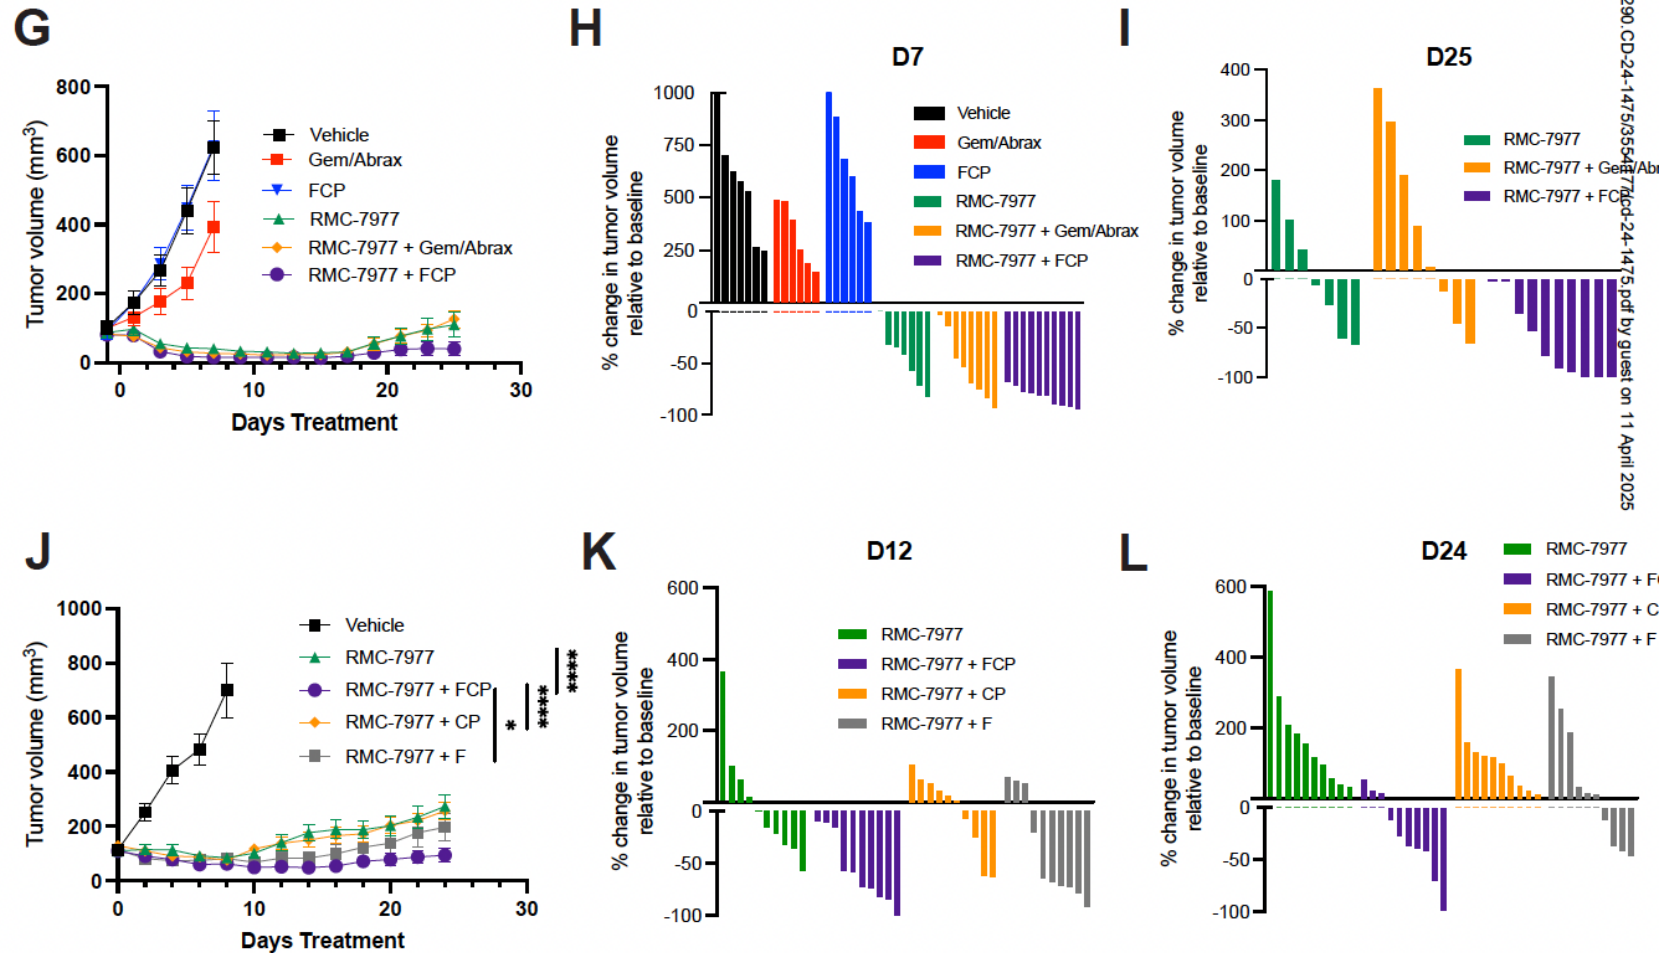 G
800
600
400
200
0
Tumor volume (mm³)
0
10
20
30
Days Treatment
Vehicle
Gem/Abrax
FCP
RMC-7977
RMC-7977 + Gem/Abrax
RMC-7977 + FCP
H
D7
1000
750
500
250
0
-50
-100
% change in tumor volume
relative to baseline
Vehicle
Gem/Abrax
FCP
RMC-7977
RMC-7977 + Gem/Abrax
RMC-7977 + FCP
I
D25
400
300
200
100
0
-50
-100
% change in tumor volume
relative to baseline
RMC-7977
RMC-7977 + Gem/Abr
RMC-7977 + FCP
.pdf by guest on 11 April 2025
J
1000
800
600
400
200
0
Tumor volume (mm³)
0
10
20
30
Days Treatment
Vehicle
RMC-7977
RMC-7977 + FCP
RMC-7977 + CP
RMC-7977 + F
*
****
****
K
D12
600
400
200
0
-50
-100
% change in tumor volume
relative to baseline
RMC-7977
RMC-7977 + FCP
RMC-7977 + CP
RMC-7977 + F
L
D24
600
400
200
0
-50
-100
% change in tumor volume
relative to baseline
RMC-7977
RMC-7977 + F
RMC-7977 + C
RMC-7977 + F